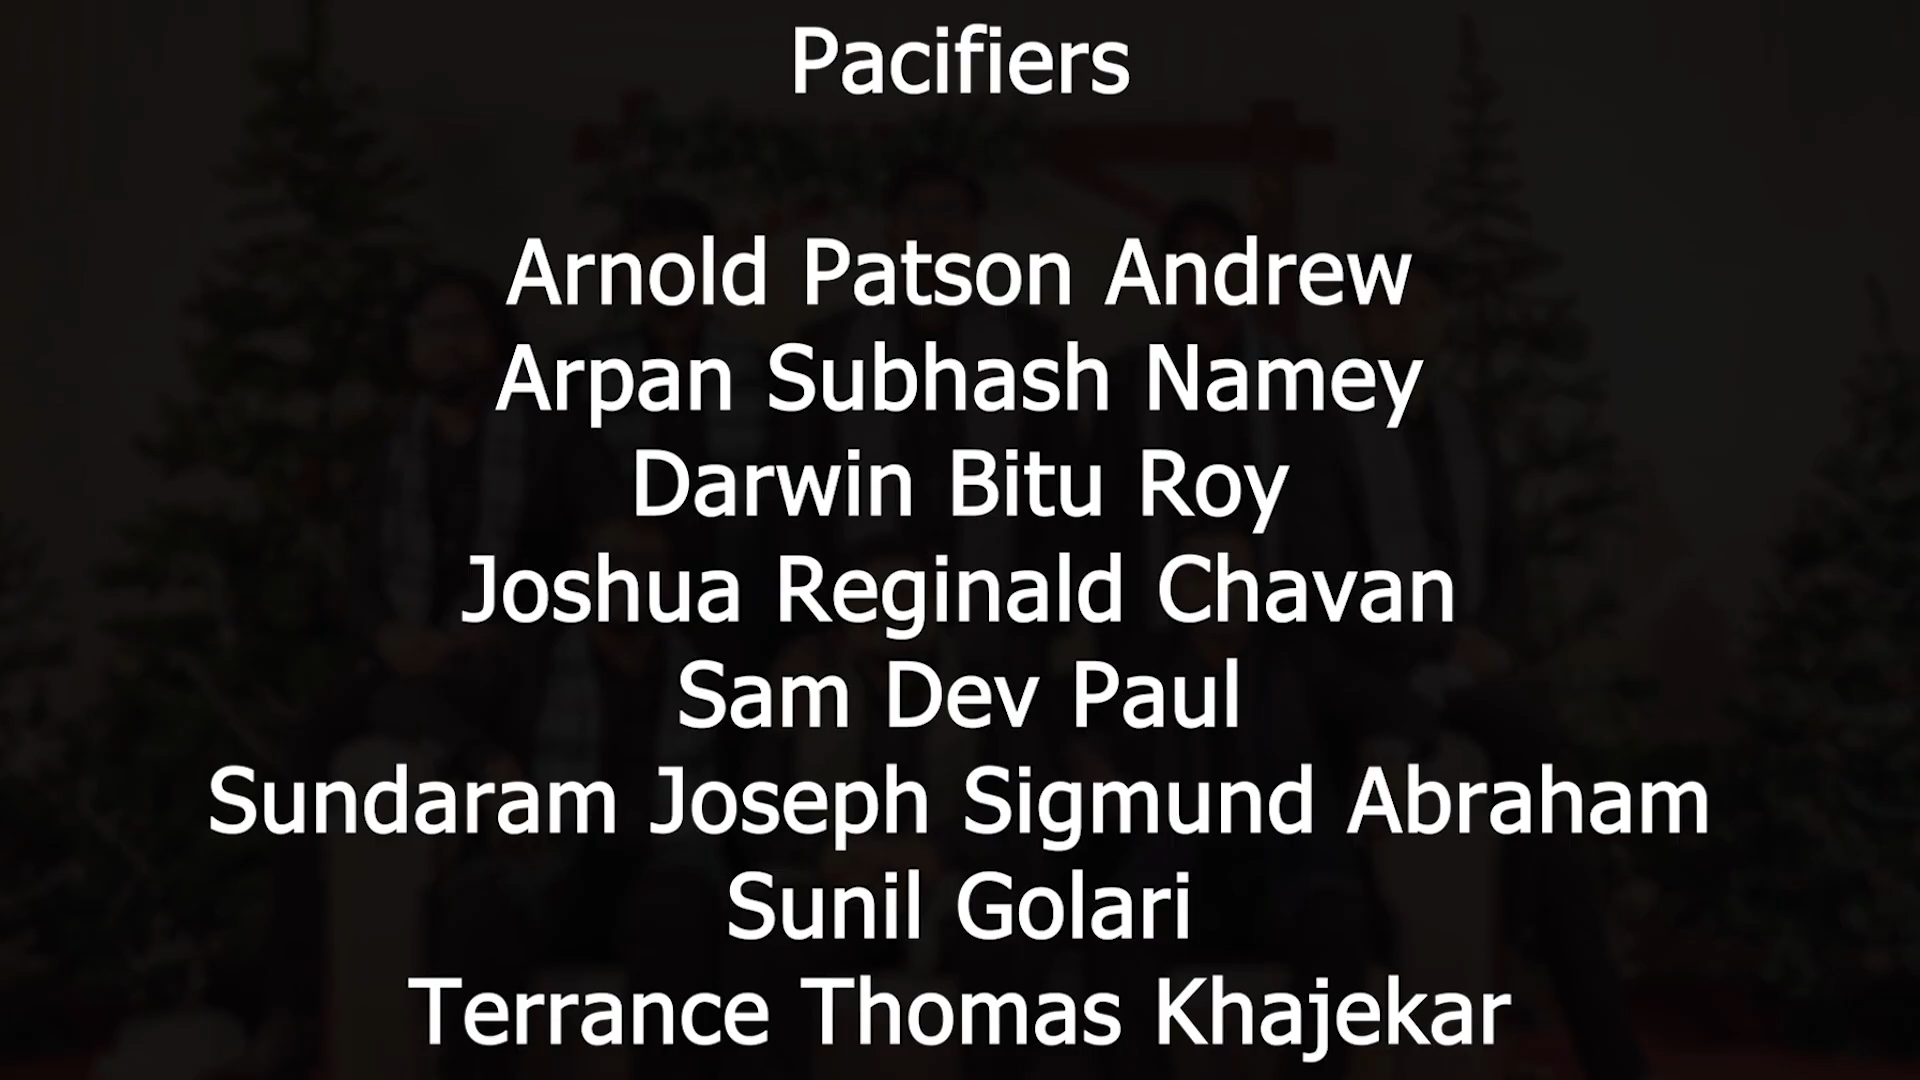 Pacifiers
Arnold Patson Andrew
Arpan Subhash Namey
Darwin Bitu Roy
Joshua Reginald Chavan
Sam Dev Paul
Sundaram Joseph Sigmund Abraham
Sunil Golari
Terrance Thomas Khajekar